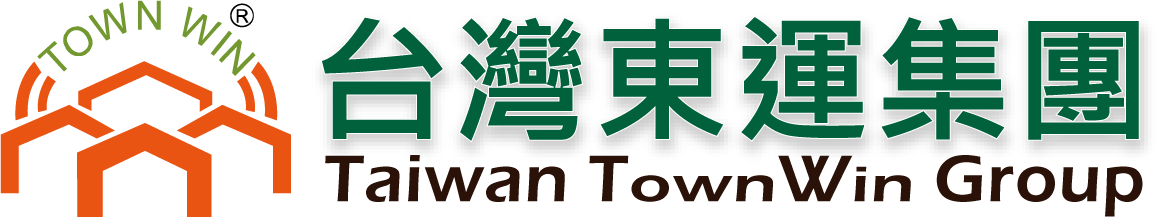 TOWN WIN®
台灣東運集團
Taiwan TownWin Group